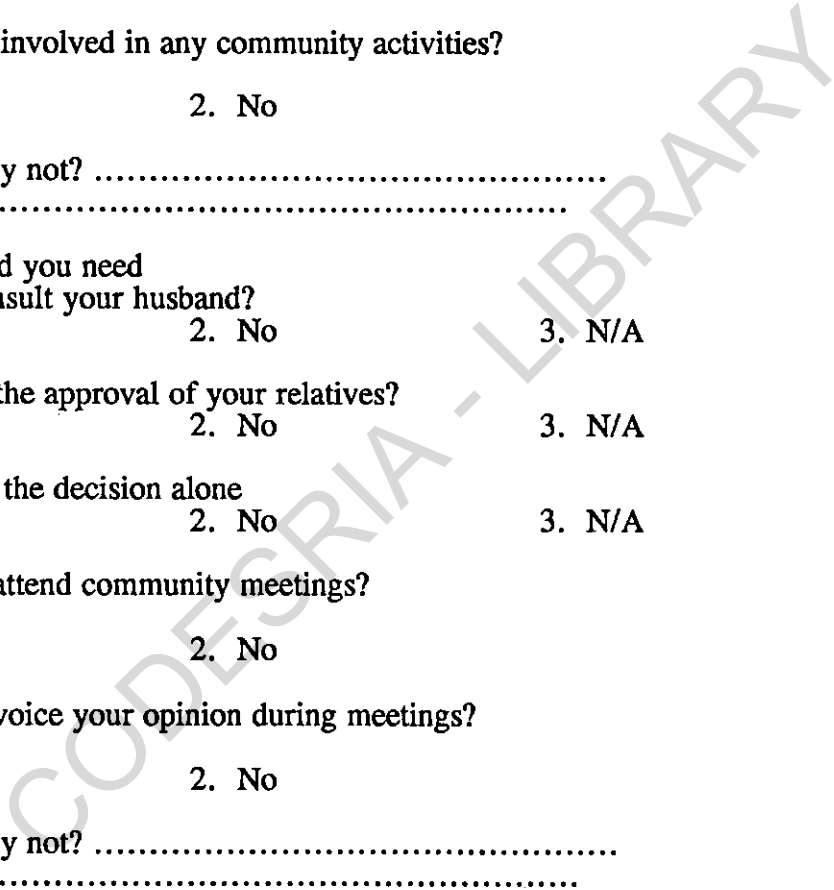 involved in any community activities?
2. No
y not? ...............................................
....................................................
d you need
nsult your husband?
2. No 3. N/A
the approval of your relatives?
2. No 3. N/A
the decision alone
2. No 3. N/A
attend community meetings?
2. No
voice your opinion during meetings?
2. No
y not? ................................................
.....................................................
CODESRIA - LIBRARY